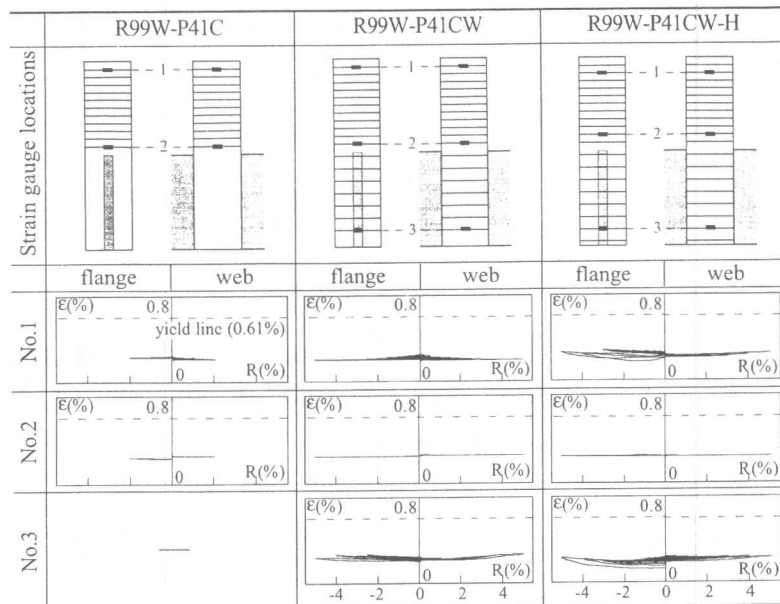 R99W-P41C R99W-P41CW R99W-P41CW-H
Strain gauge locations
1 1 1
2 2 2
3 3
flange web flange web flange web
No.1
ε(%) 0.8 ε(%) 0.8 ε(%) 0.8
yield line (0.61%)
0 R(%) 0 R(%) 0 R(%)
No.2
ε(%) 0.8 ε(%) 0.8 ε(%) 0.8
0 R(%) 0 R(%) 0 R(%)
No.3
ε(%) 0.8 ε(%) 0.8
0 R(%) 0 R(%)
-4 -2 0 2 4 -4 -2 0 2 4